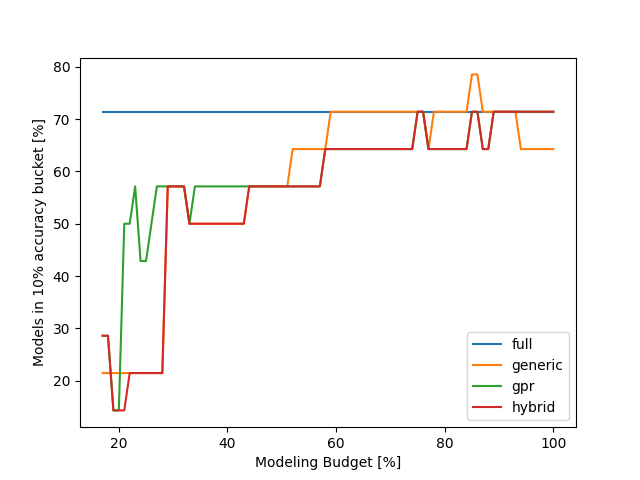 80
70
60
50
40
30
20
Models in 10% accuracy bucket [%]
20 40 60 80 100
Modeling Budget [%]
full
generic
gpr
hybrid